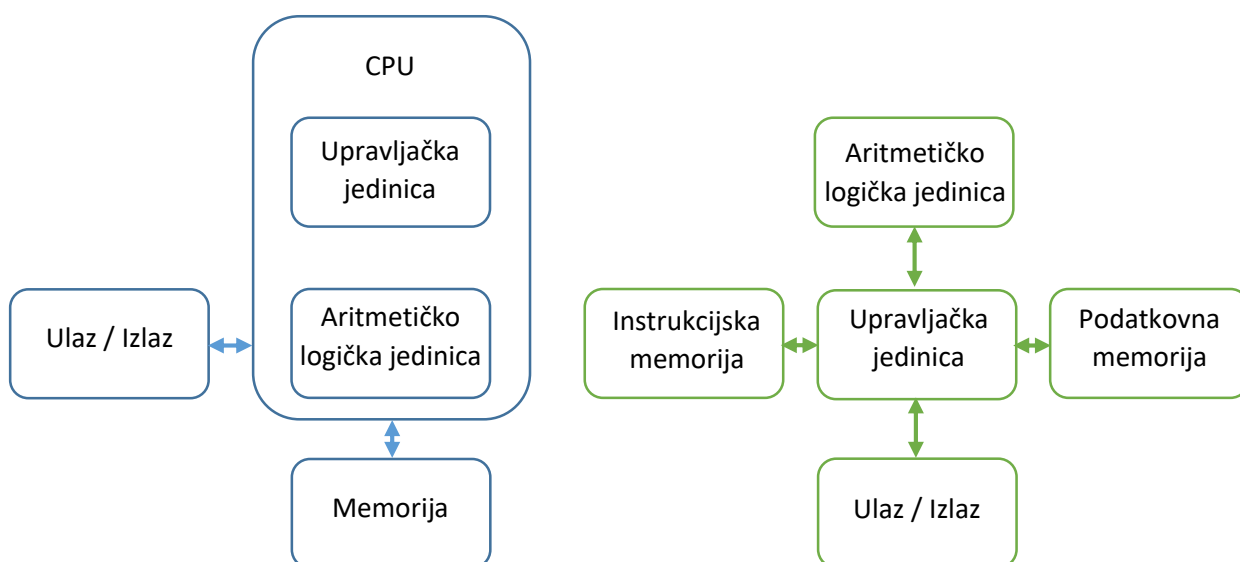 CPU
Upravljačka
jedinica
Ulaz / Izlaz
Aritmetičko
logička jedinica
Memorija
Aritmetičko
logička jedinica
Instrukcijska
memorija
Upravljačka
jedinica
Podatkovna
memorija
Ulaz / Izlaz